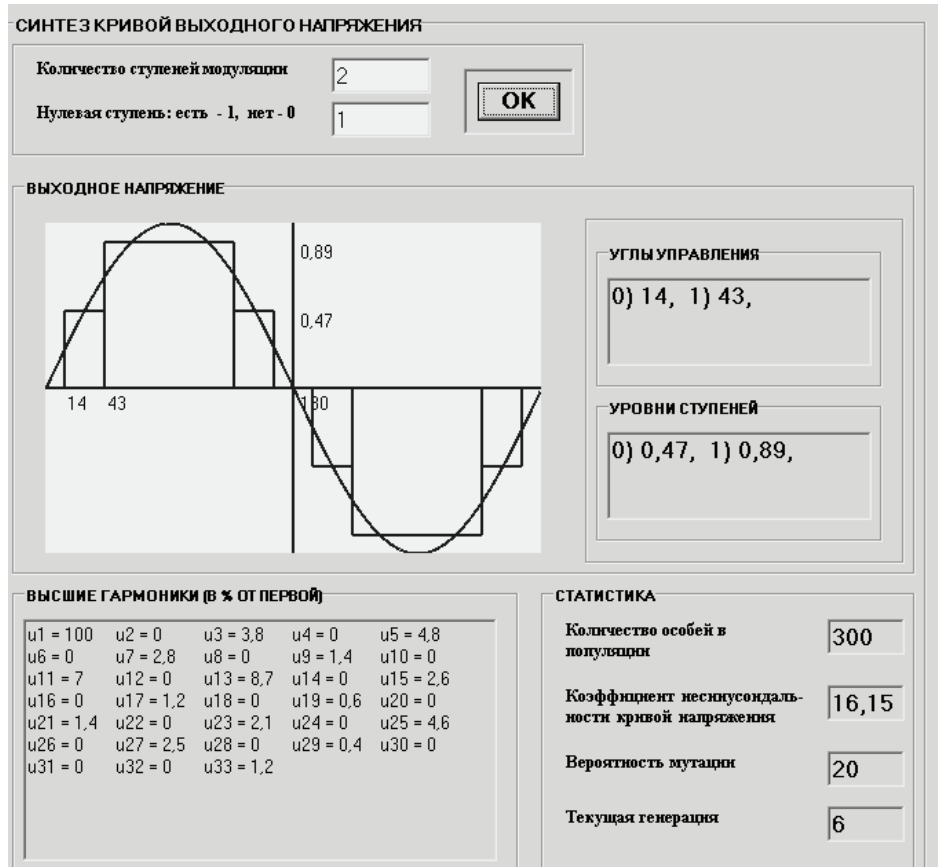 СИНТЕЗ КРИВОЙ ВЫХОДНОГО НАПРЯЖЕНИЯ
Количество ступеней модуляции 2
Нулевая ступень: есть - 1, нет - 0 1
OK
ВЫХОДНОЕ НАПРЯЖЕНИЕ
0,89
0,47
14 43 180
УГЛЫ УПРАВЛЕНИЯ
0) 14, 1) 43,
УРОВНИ СТУПЕНЕЙ
0) 0,47, 1) 0,89,
ВЫСШИЕ ГАРМОНИКИ (В % ОТ ПЕРВОЙ)
u1 = 100 u2 = 0 u3 = 3,8 u4 = 0 u5 = 4,8
u6 = 0 u7 = 2,8 u8 = 0 u9 = 1,4 u10 = 0
u11 = 7 u12 = 0 u13 = 8,7 u14 = 0 u15 = 2,6
u16 = 0 u17 = 1,2 u18 = 0 u19 = 0,6 u20 = 0
u21 = 1,4 u22 = 0 u23 = 2,1 u24 = 0 u25 = 4,6
u26 = 0 u27 = 2,5 u28 = 0 u29 = 0,4 u30 = 0
u31 = 0 u32 = 0 u33 = 1,2
СТАТИСТИКА
Количество особей в
популяции 300
Коэффициент несинусоидаль-
ности кривой напряжения 16,15
Вероятность мутации 20
Текущая генерация 6